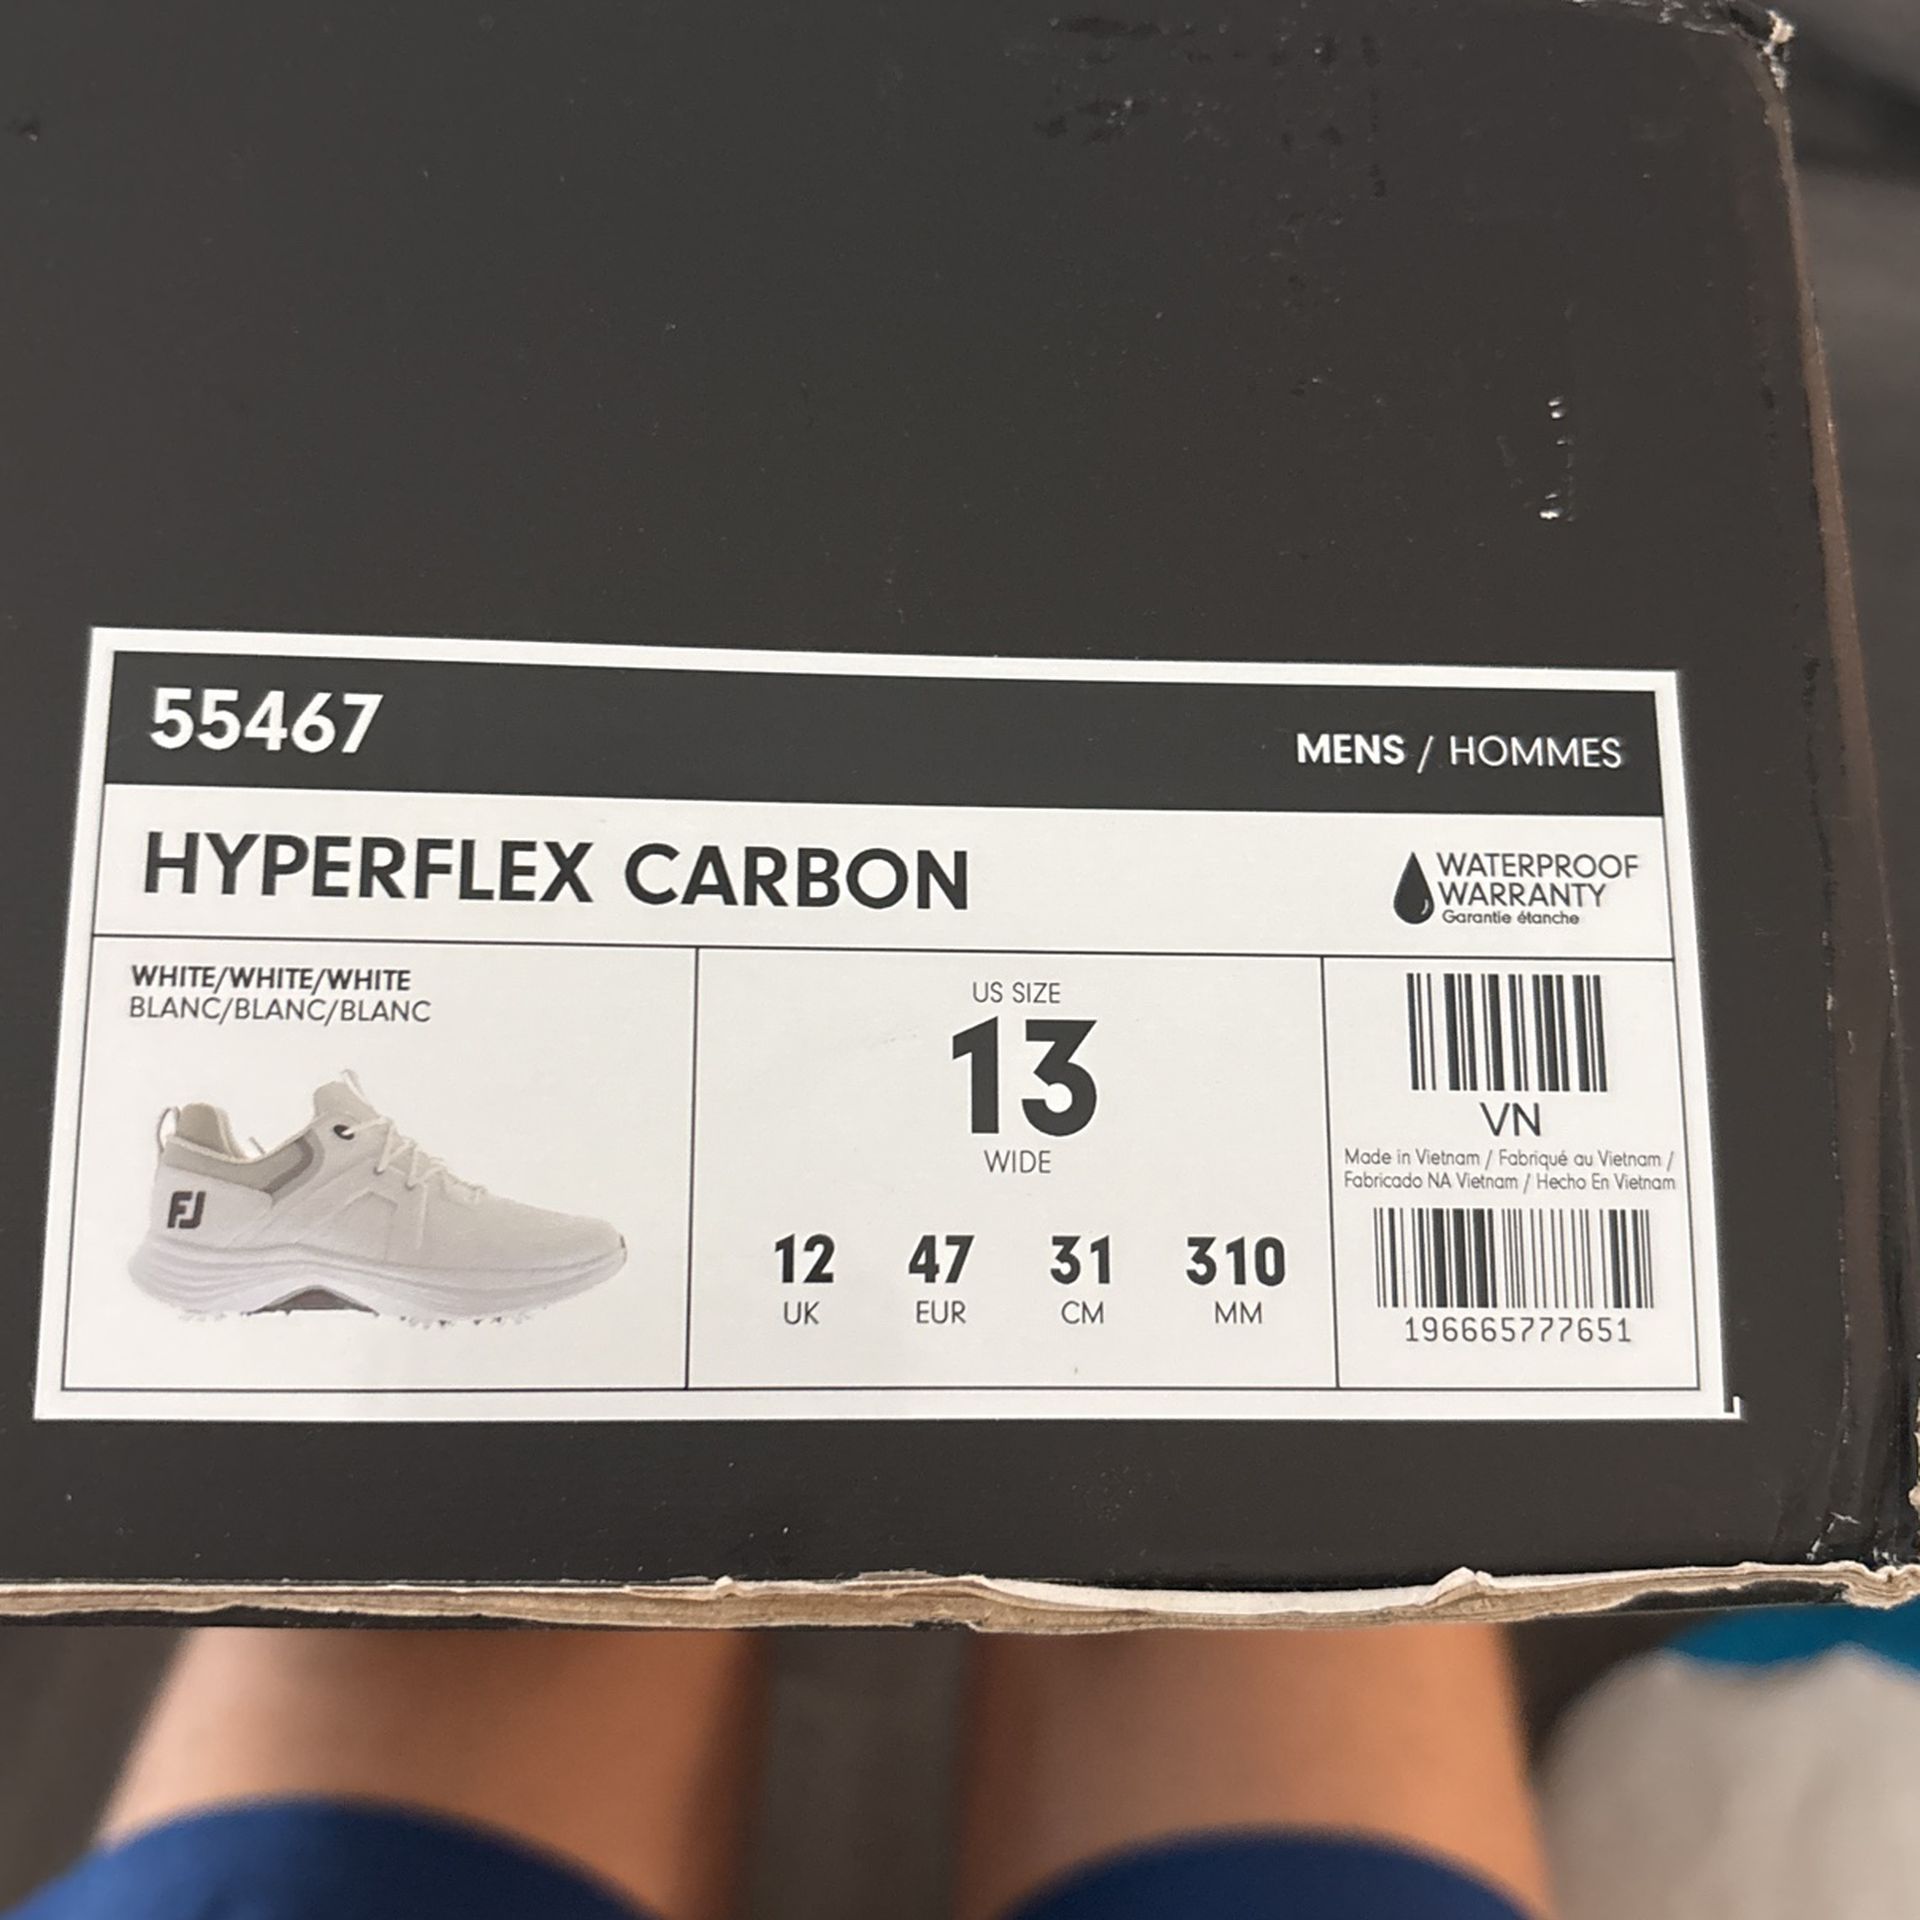 55467
MENS / HOMMES
HYPERFLEX CARBON
WATERPROOF
WARRANTY
Garantie étanche
WHITE/WHITE/WHITE
BLANC/BLANC/BLANC
FJ
US SIZE
13
WIDE
12 47 31 310
UK EUR CM MM
VN
Made in Vietnam / Fabriqué au Vietnam /
Fabricado NA Vietnam / Hecho En Vietnam
196665777651